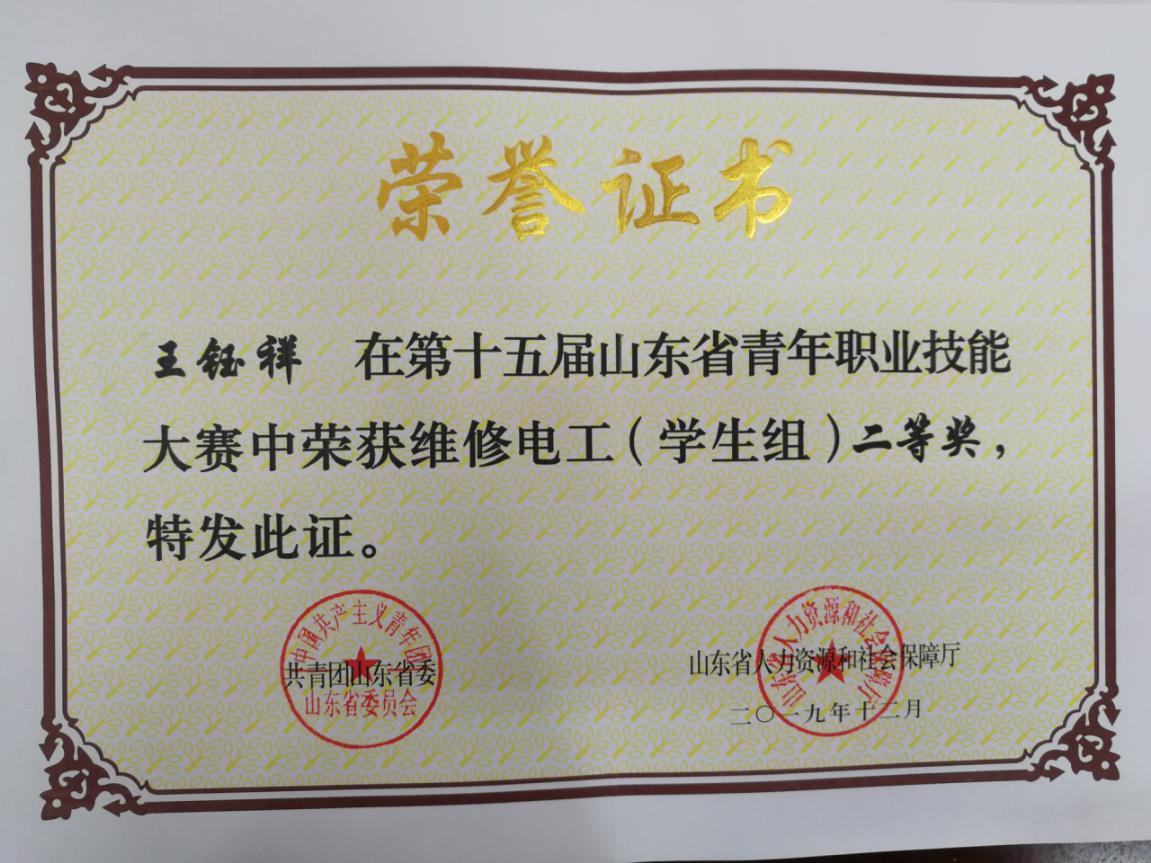 荣誉证书
王钰祥 在第十五届山东省青年职业技能
大赛中荣获维修电工（学生组）二等奖，
特发此证。
中国共产主义青年团
共青团山东省委
山东省委员会
山东省人力资源和社会保障厅
山东省人力资源和社会保障厅
二〇一九年十二月